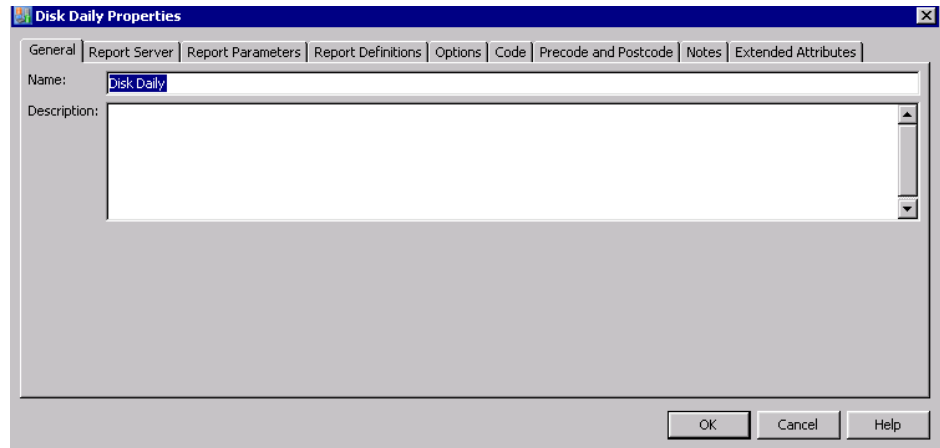 Disk Daily Properties
General Report Server Report Parameters Report Definitions Options Code Precode and Postcode Notes Extended Attributes
Name: Disk Daily
Description:
OK Cancel Help